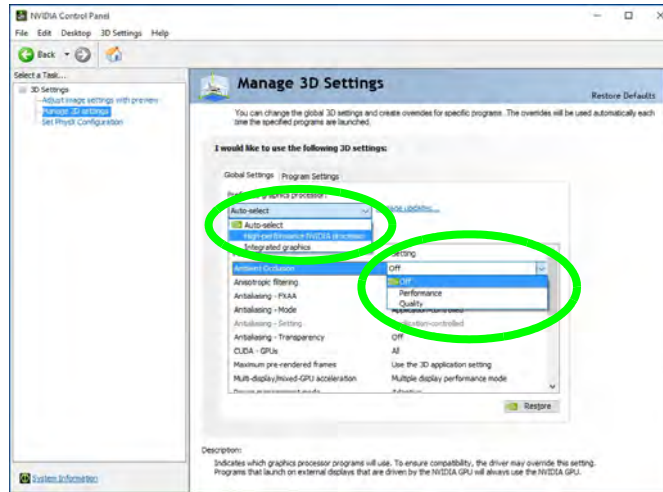 NVIDIA Control Panel
File Edit Desktop 3D Settings Help
Back
Select a Task...
3D Settings
Adjust image settings with preview
Manage 3D settings
Set PhysX Configuration
Manage 3D Settings
Restore Defaults
You can change the global 3D settings and create overrides for specific programs. The overrides will be used automatically each
time the specified programs are launched.
I would like to use the following 3D settings:
Global Settings Program Settings
graphics processor:
Auto-select
Auto-select
High-performance NVIDIA processor
Integrated graphics
Setting
Ambient Occlusion Off
Off
Performance
Quality
Anisotropic filtering
Antialiasing - FXAA
Antialiasing - Mode Application-controlled
Antialiasing - Setting Application-controlled
Antialiasing - Transparency Off
CUDA - GPUs All
Maximum pre-rendered frames Use the 3D application setting
Multi-display/mixed-GPU acceleration Multiple display performance mode
Restore
Description:
Indicates which graphics processor programs will use. To ensure compatibility, the driver may override this setting.
Programs that launch on external displays that are driven by the NVIDIA GPU will always use the NVIDIA GPU.
System Information